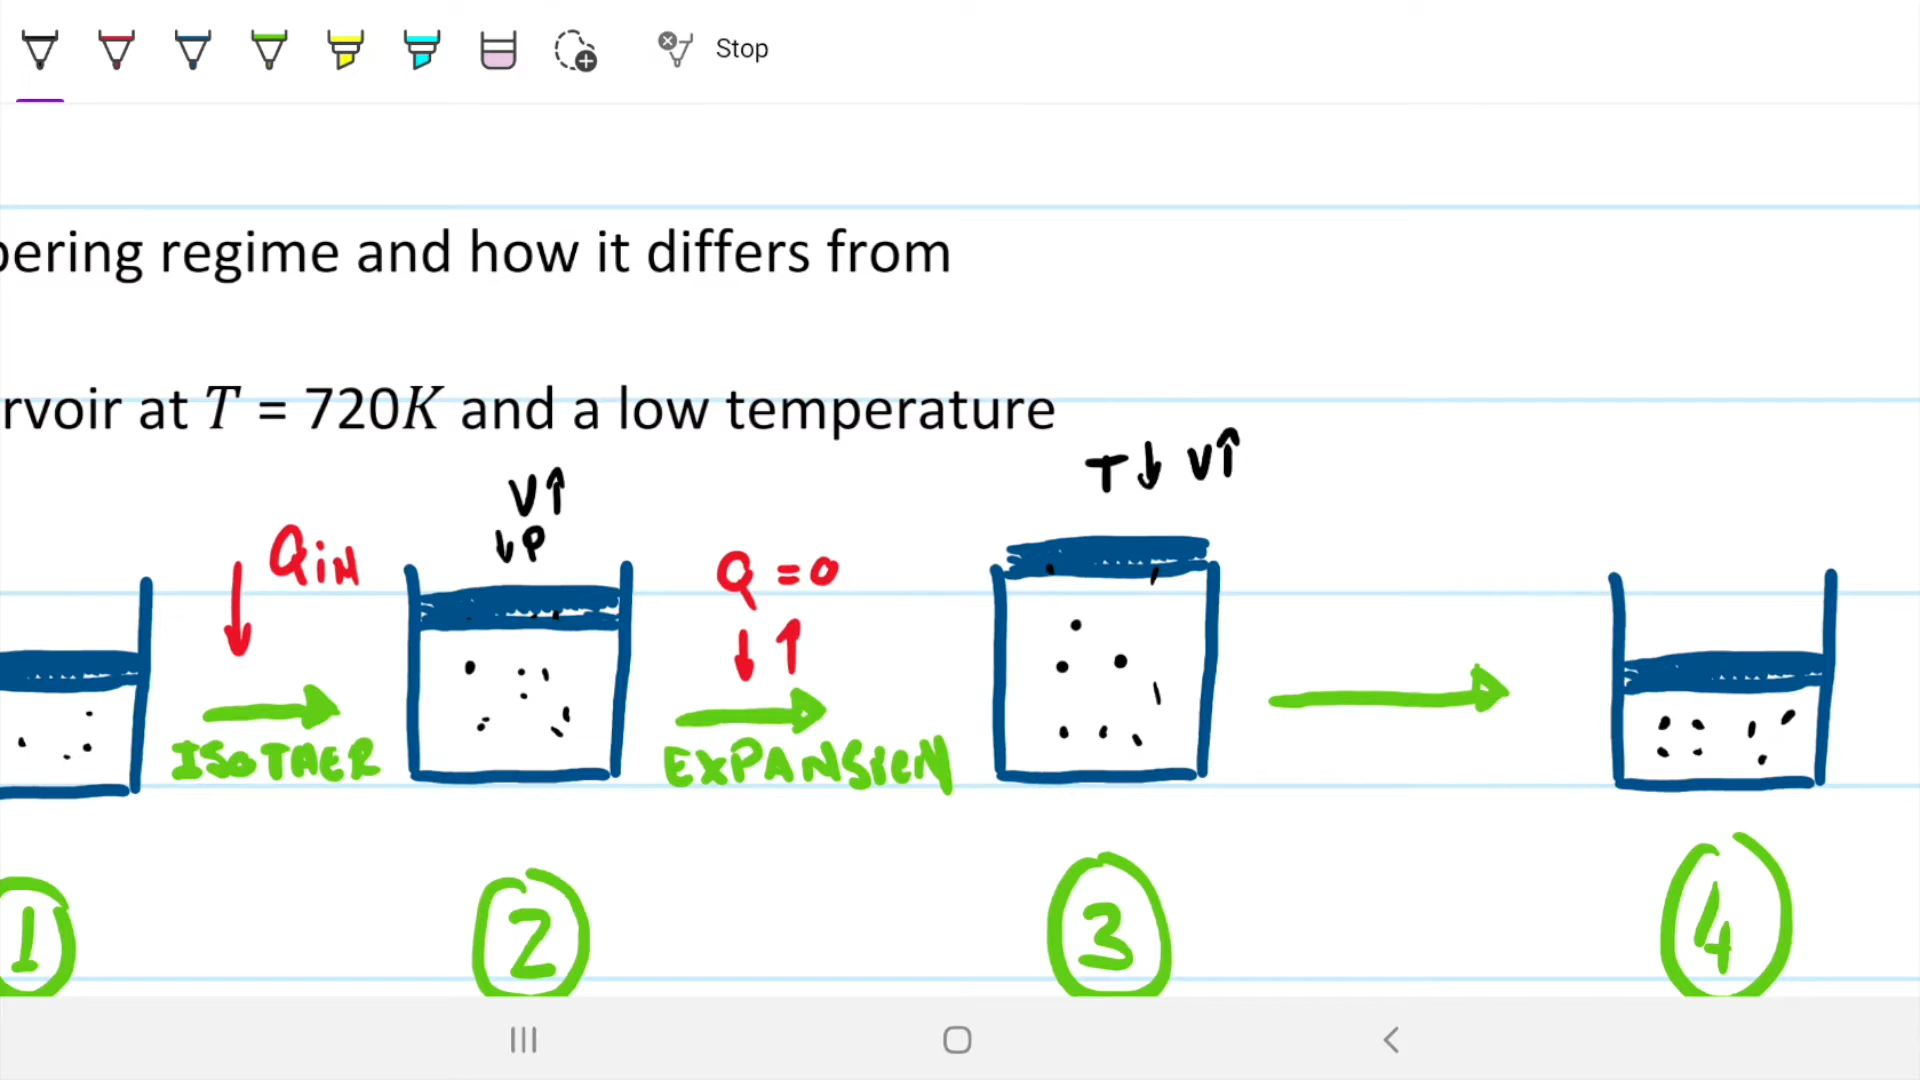 Stop
bering regime and how it differs from
rvoir at T = 720K and a low temperature
T↓ V↑
V↑
↓P
Qin
Q = 0
↓ ↑
ISOTHER
EXPANSION
1
2
3
4